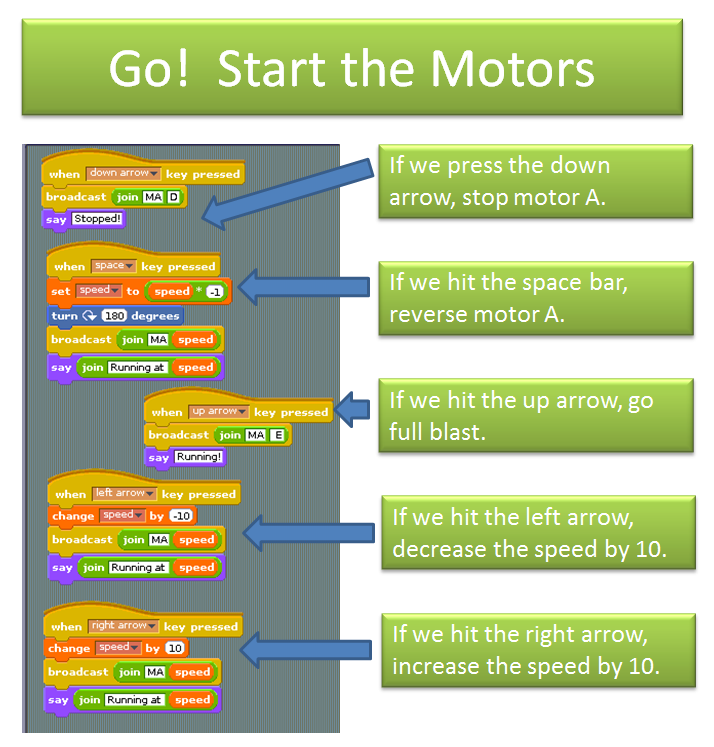 Go!  Start the Motors
when down arrow key pressed
broadcast join MA D
say Stopped!
If we press the down
arrow, stop motor A.
when space key pressed
set speed to speed * -1
turn 180 degrees
broadcast join MA speed
say join Running at speed
If we hit the space bar,
reverse motor A.
when up arrow key pressed
broadcast join MA E
say Running!
If we hit the up arrow, go
full blast.
when left arrow key pressed
change speed by -10
broadcast join MA speed
say join Running at speed
If we hit the left arrow,
decrease the speed by 10.
when right arrow key pressed
change speed by 10
broadcast join MA speed
say join Running at speed
If we hit the right arrow,
increase the speed by 10.